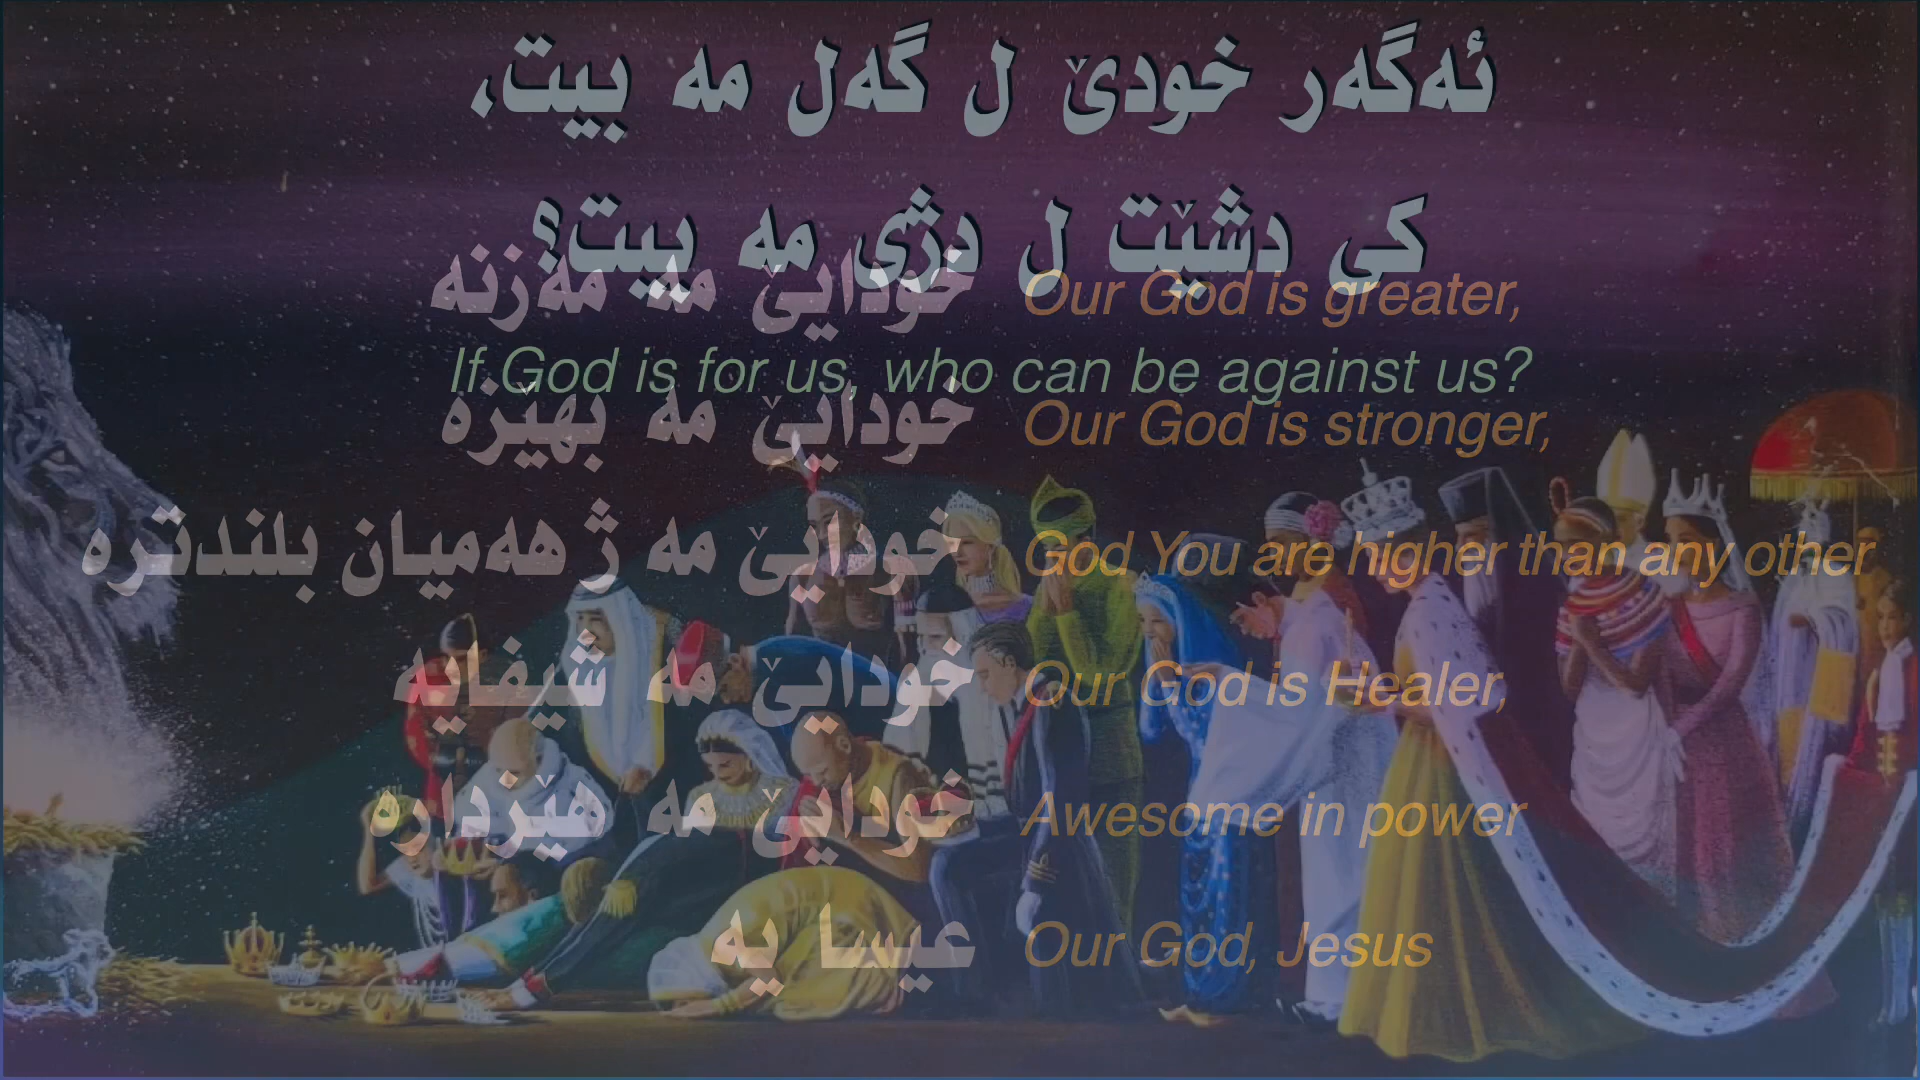 ئەگەر خودێ ل گەل مە بیت،
کی دشێت ل دژی مە بیت؟
If God is for us, who can be against us?
خودایێ مە مەزنە
Our God is greater,
خودایێ مە بهێزە
Our God is stronger,
خودایێ مە ژ هەمیان بلندترە
God You are higher than any other
خودایێ مە شیفایە
Our God is Healer,
خودایێ مە هێزدارە
Awesome in power
عیسا یە
Our God, Jesus